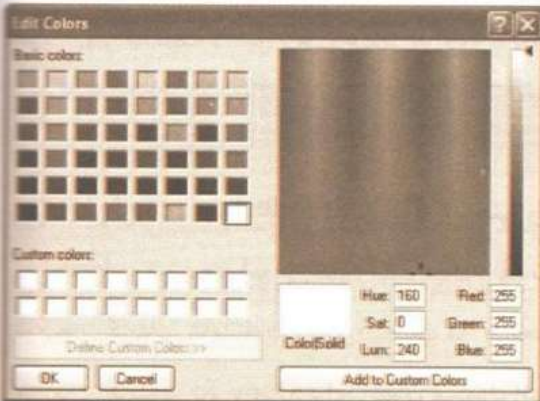 Edit Colors
Basic colors:
Custom colors:
Define Custom Colors >>
OK Cancel
Color|Solid
Hue: 160
Sat: 0
Lum: 240
Red: 255
Green: 255
Blue: 255
Add to Custom Colors